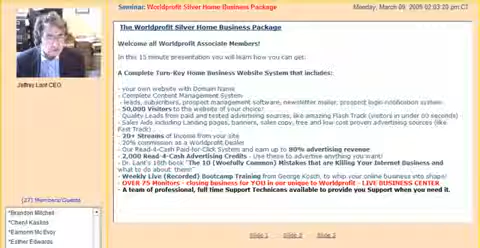 Seminar: Worldprofit Silver Home Business Package
Monday, March 09, 2009 02:03:20 pm CT
The Worldprofit Silver Home Business Package
Welcome all Worldprofit Associate Members!
In this 15 minute presentation you will learn how you can get:
A Complete Turn-Key Home Business Website System that includes:
- your own website with Domain Name
- Complete Content Management System
- leads, subscribers, prospect management software, newsletter mailer, prospect login notification system
- 50,000 Visitors to the website of your choice!
Quality Leads from paid and tested advertising sources, like amazing Flash Track (visitors in under 60 seconds)
- Sales Aids including Landing pages, banners, sales copy, free and low cost proven advertising sources (like
Fast Track) .
- 20+ Streams of Income from your site
- 20% commission as a Worldprofit Dealer
- Our Read-4-Cash Paid-for-Click System and earn up to 80% advertising revenue
- 2,000 Read-4-Cash Advertising Credits - Use these to advertise anything you want!
- Dr. Lant's 16th book "The 10 (Woefully Common) Mistakes that are Killing Your Internet Business and
what to do about: them!"
- Weekly Live (Recorded) Bootcamp Training from George Kosch, to whip your online business into shape!
- OVER 75 Monitors - closing business for YOU in our unique to Worldprofit - LIVE BUSINESS CENTER
- A team of professional, full time Support Technicans available to provide you Support when you need it.
Jeffrey Lant CEO
(27) Members/Guests
*Brandon Mitchell
*Cheryl
*Eamonn McEvoy
*Esther Edwards
Slide 1
Slide 2
Slide 3